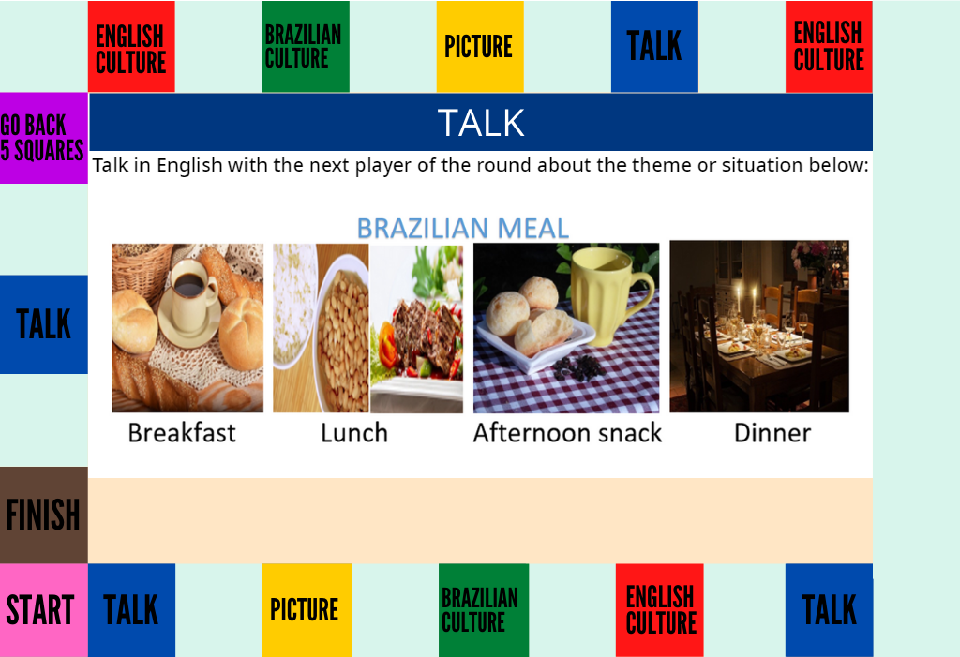 ENGLISH
CULTURE
BRAZILIAN
CULTURE
PICTURE
TALK
ENGLISH
CULTURE
GO BACK
5 SQUARES
TALK
Talk in English with the next player of the round about the theme or situation below:
BRAZILIAN MEAL
Breakfast
Lunch
Afternoon snack
Dinner
TALK
FINISH
START
TALK
PICTURE
BRAZILIAN
CULTURE
ENGLISH
CULTURE
TALK